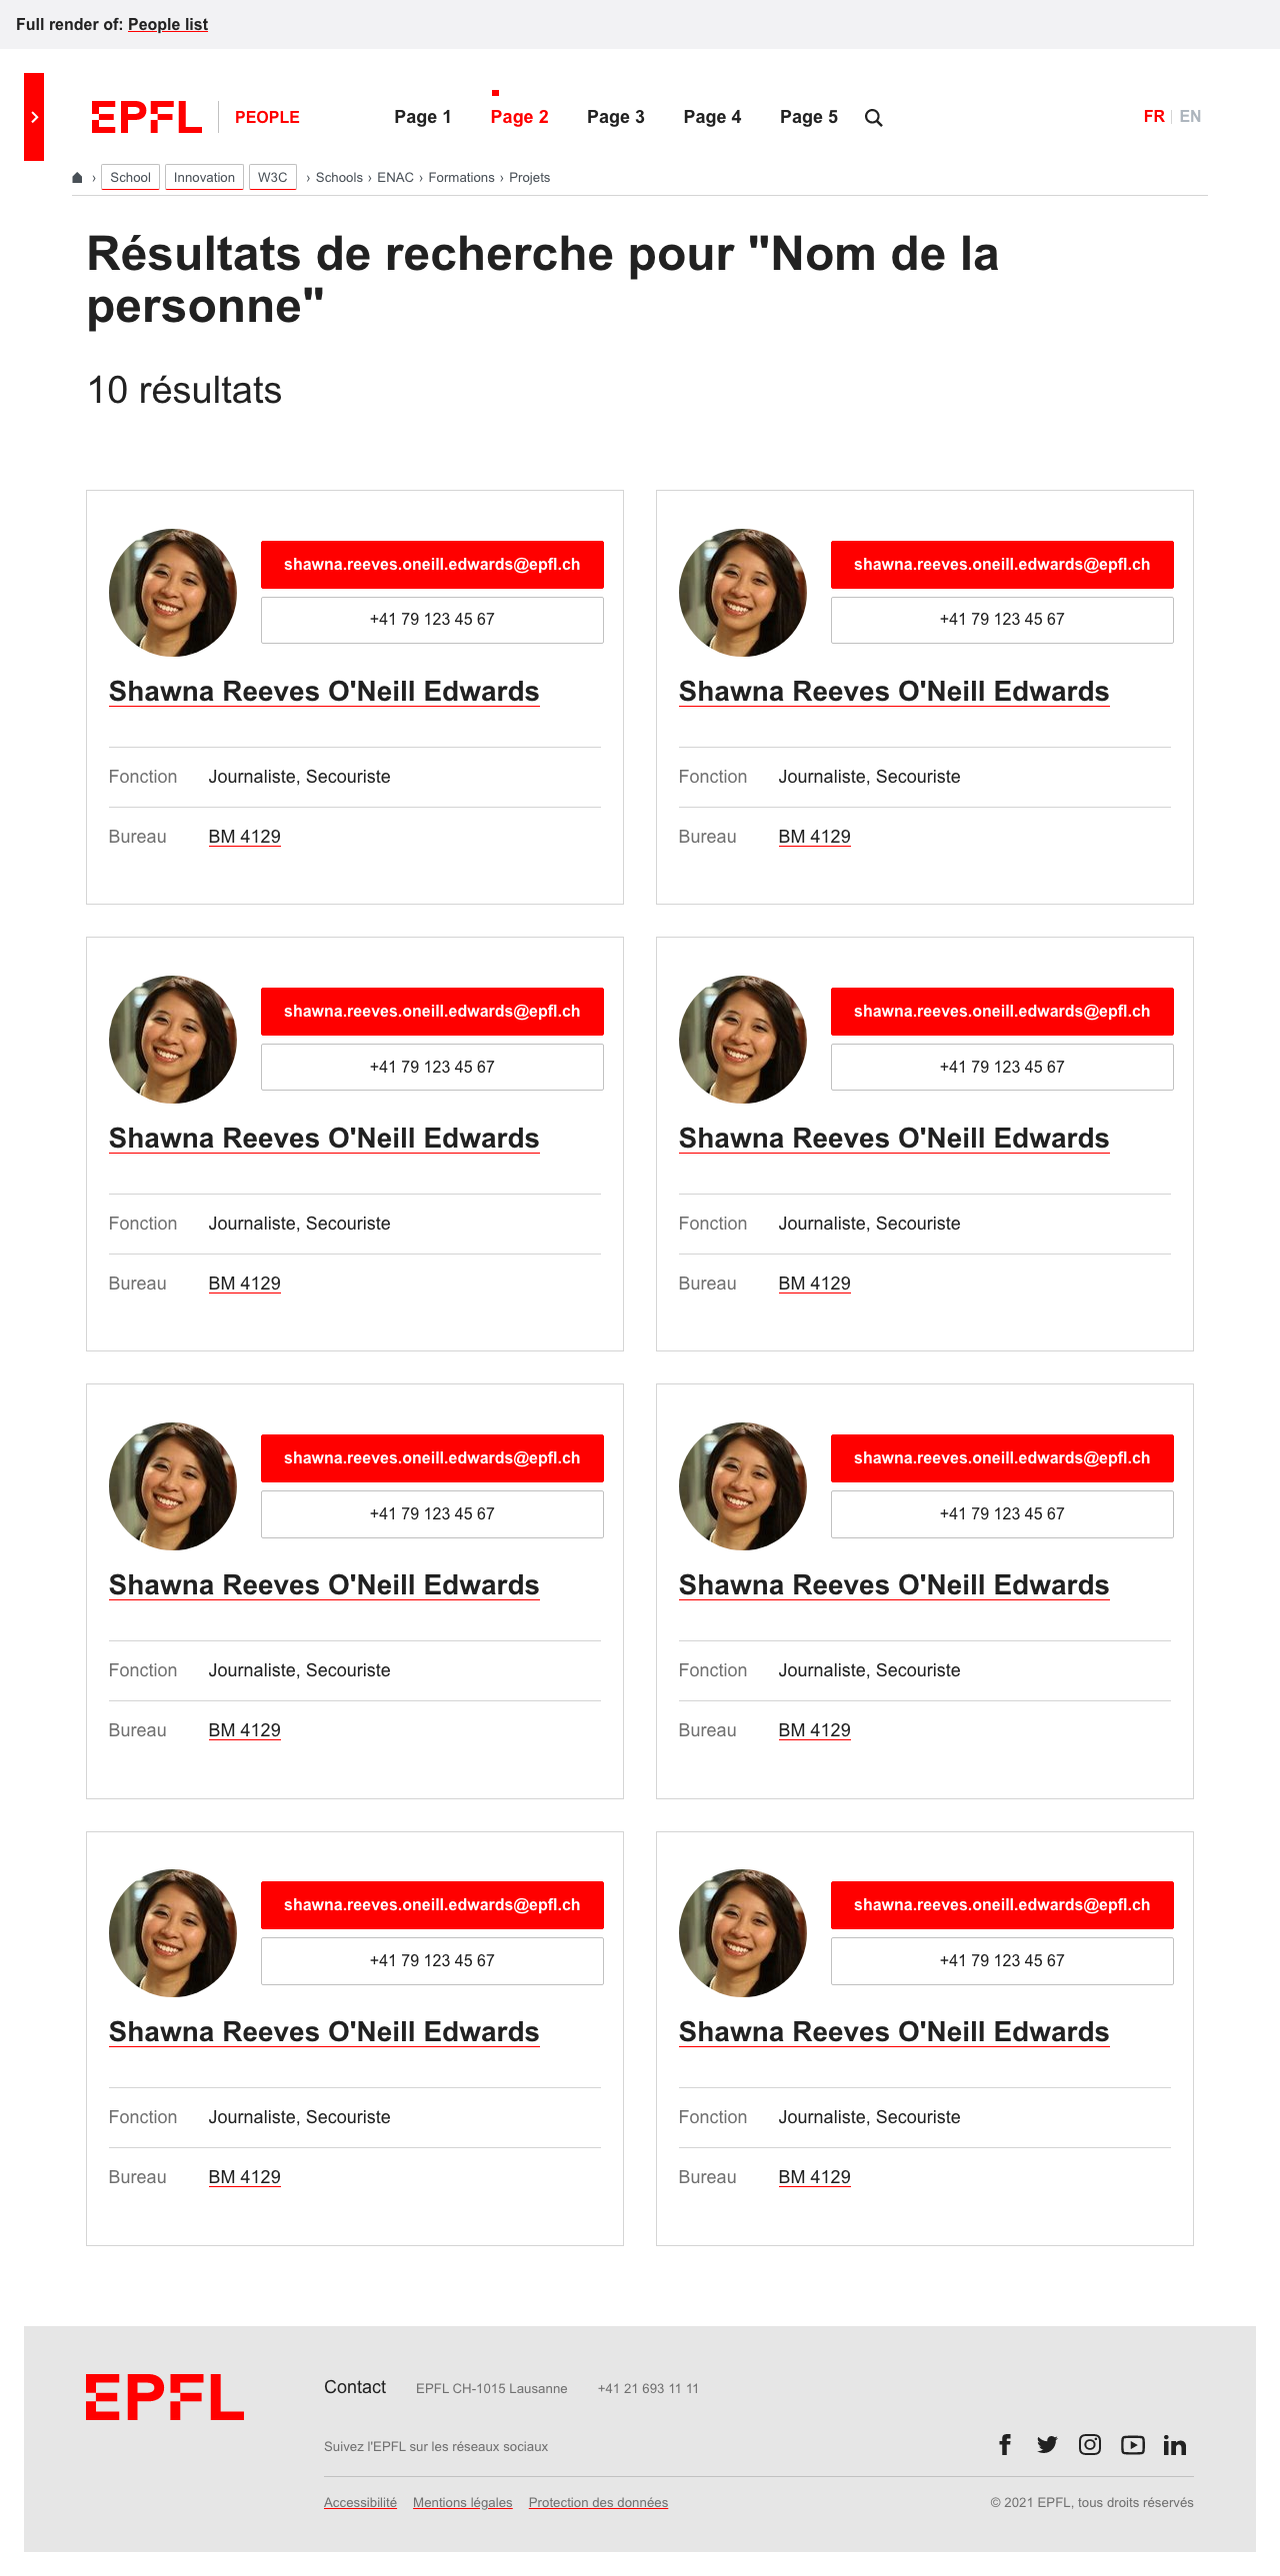 Full render of: People list
EPFL PEOPLE Page 1 Page 2 Page 3 Page 4 Page 5 FR EN
› School Innovation W3C › Schools › ENAC › Formations › Projets
Résultats de recherche pour "Nom de la
personne"
10 résultats
shawna.reeves.oneill.edwards@epfl.ch
+41 79 123 45 67
Shawna Reeves O'Neill Edwards
Fonction Journaliste, Secouriste
Bureau BM 4129
shawna.reeves.oneill.edwards@epfl.ch
+41 79 123 45 67
Shawna Reeves O'Neill Edwards
Fonction Journaliste, Secouriste
Bureau BM 4129
shawna.reeves.oneill.edwards@epfl.ch
+41 79 123 45 67
Shawna Reeves O'Neill Edwards
Fonction Journaliste, Secouriste
Bureau BM 4129
shawna.reeves.oneill.edwards@epfl.ch
+41 79 123 45 67
Shawna Reeves O'Neill Edwards
Fonction Journaliste, Secouriste
Bureau BM 4129
shawna.reeves.oneill.edwards@epfl.ch
+41 79 123 45 67
Shawna Reeves O'Neill Edwards
Fonction Journaliste, Secouriste
Bureau BM 4129
shawna.reeves.oneill.edwards@epfl.ch
+41 79 123 45 67
Shawna Reeves O'Neill Edwards
Fonction Journaliste, Secouriste
Bureau BM 4129
shawna.reeves.oneill.edwards@epfl.ch
+41 79 123 45 67
Shawna Reeves O'Neill Edwards
Fonction Journaliste, Secouriste
Bureau BM 4129
shawna.reeves.oneill.edwards@epfl.ch
+41 79 123 45 67
Shawna Reeves O'Neill Edwards
Fonction Journaliste, Secouriste
Bureau BM 4129
EPFL
Contact EPFL CH-1015 Lausanne +41 21 693 11 11
Suivez l'EPFL sur les réseaux sociaux
Accessibilité Mentions légales Protection des données © 2021 EPFL, tous droits réservés